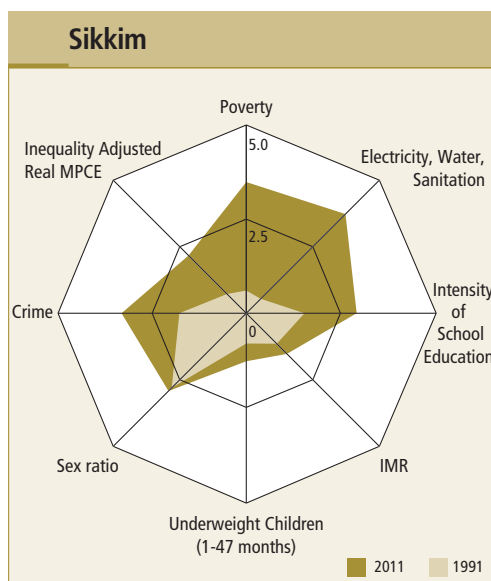 Sikkim
Poverty
5.0
Inequality Adjusted
Real MPCE
Electricity, Water,
Sanitation
2.5
Crime
0
Intensity
of
School
Education
Sex ratio
IMR
Underweight Children
(1-47 months)
2011
1991